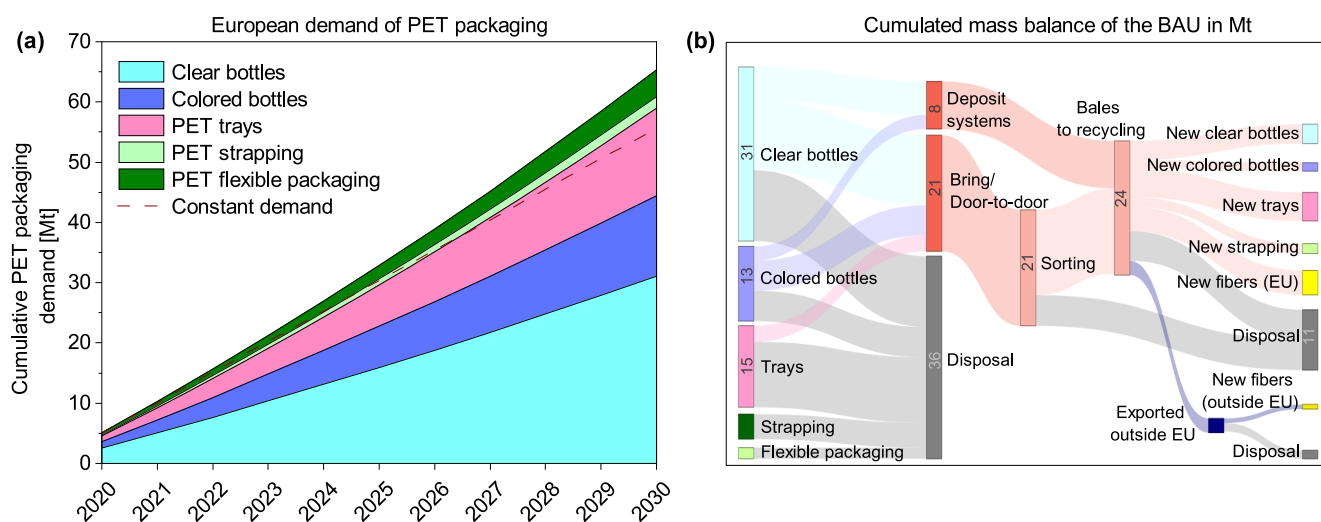 (a)
European demand of PET packaging
Cumulative PET packaging
demand [Mt]
70
60
50
40
30
20
10
0
Clear bottles
Colored bottles
PET trays
PET strapping
PET flexible packaging
Constant demand
2020
2021
2022
2023
2024
2025
2026
2027
2028
2029
2030
(b)
Cumulated mass balance of the BAU in Mt
31
Clear bottles
13
Colored bottles
15
Trays
Strapping
Flexible packaging
8
Deposit
systems
21
Bring/
Door-to-door
36
Disposal
21
Sorting
Bales
to recycling
24
Exported
outside EU
New clear bottles
New colored bottles
New trays
New strapping
New fibers (EU)
Disposal
11
New fibers
(outside EU)
Disposal